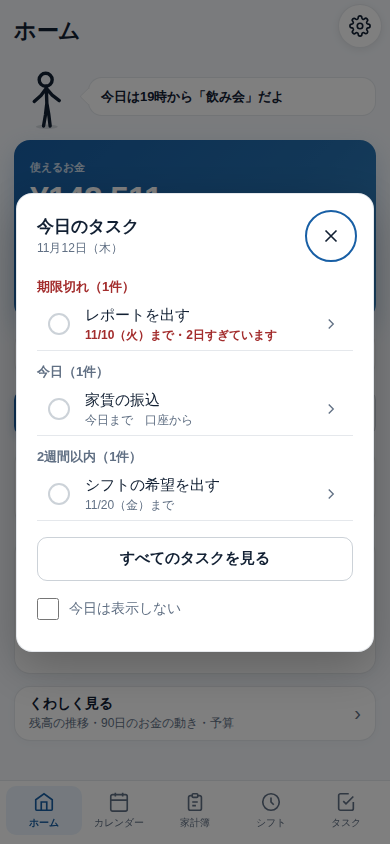 ホーム
今日は19時から「飲み会」だよ
使えるお金
今日のタスク
11月12日（木）
期限切れ（1件）
レポートを出す
11/10（火）まで・2日すぎています
今日（1件）
家賃の振込
今日まで　口座から
2週間以内（1件）
シフトの希望を出す
11/20（金）まで
すべてのタスクを見る
今日は表示しない
くわしく見る
残高の推移・90日のお金の動き・予算
ホーム
カレンダー
家計簿
シフト
タスク